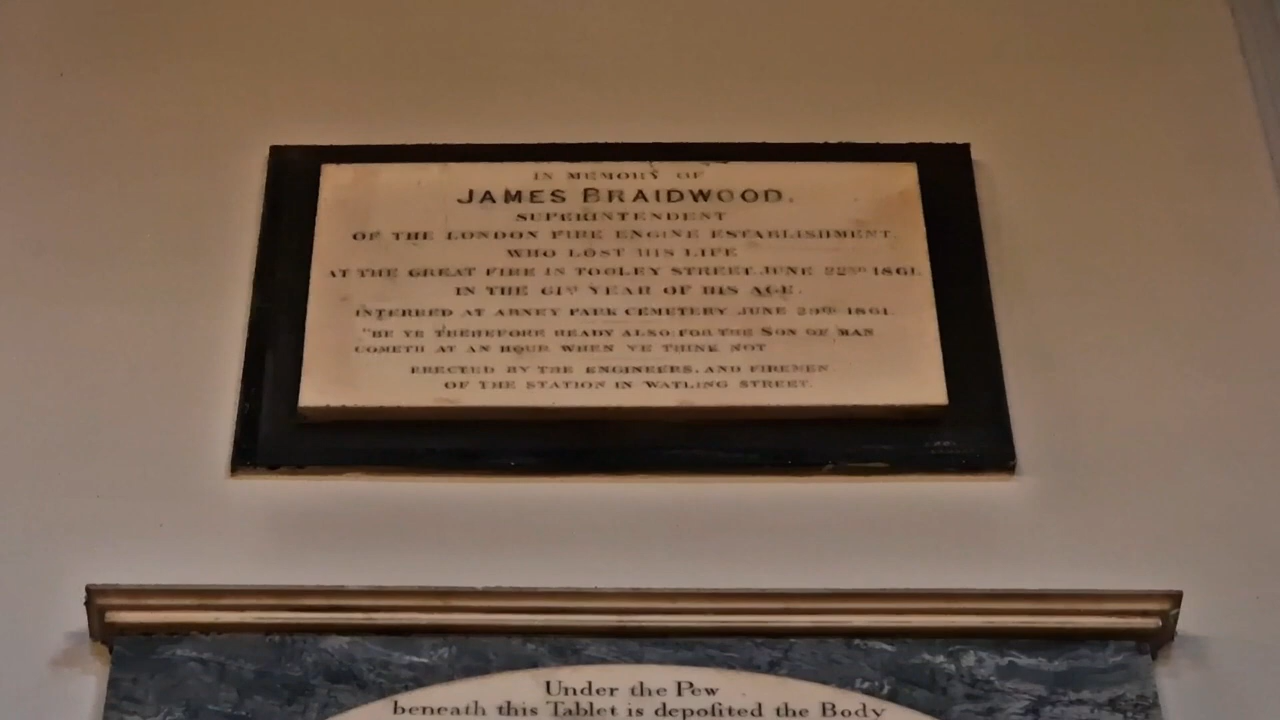 IN MEMORY OF
JAMES BRAIDWOOD,
SUPERINTENDENT
OF THE LONDON FIRE ENGINE ESTABLISHMENT,
WHO LOST HIS LIFE
AT THE GREAT FIRE IN TOOLEY STREET, JUNE 22ND 1861,
IN THE 61ST YEAR OF HIS AGE.
INTERRED AT ABNEY PARK CEMETERY JUNE 29TH 1861.
"BE YE THEREFORE READY ALSO: FOR THE SON OF MAN
COMETH AT AN HOUR WHEN YE THINK NOT
ERECTED BY THE ENGINEERS, AND FIREMEN
OF THE STATION IN WATLING STREET.
Under the Pew
beneath this Tablet is depoſited the Body